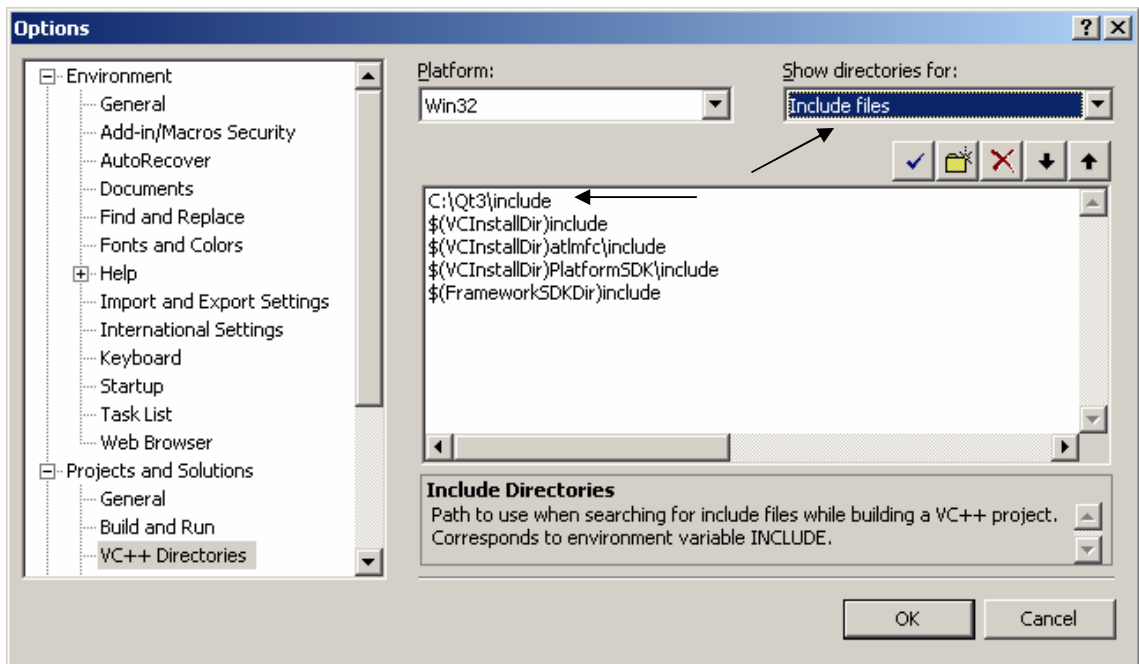 Options
Environment
General
Add-in/Macros Security
AutoRecover
Documents
Find and Replace
Fonts and Colors
Help
Import and Export Settings
International Settings
Keyboard
Startup
Task List
Web Browser
Projects and Solutions
General
Build and Run
VC++ Directories
Platform:
Win32
Show directories for:
Include files
C:\Qt3\include
$(VCInstallDir)include
$(VCInstallDir)atlmfc\include
$(VCInstallDir)PlatformSDK\include
$(FrameworkSDKDir)include
Include Directories
Path to use when searching for include files while building a VC++ project.
Corresponds to environment variable INCLUDE.
OK
Cancel